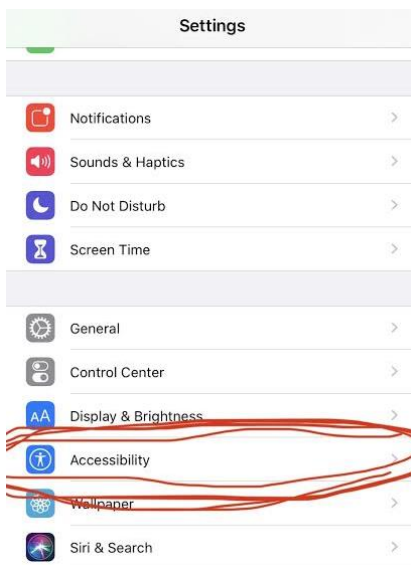 Settings
Notifications
Sounds & Haptics
Do Not Disturb
Screen Time
General
Control Center
AA Display & Brightness
Accessibility
Wallpaper
Siri & Search